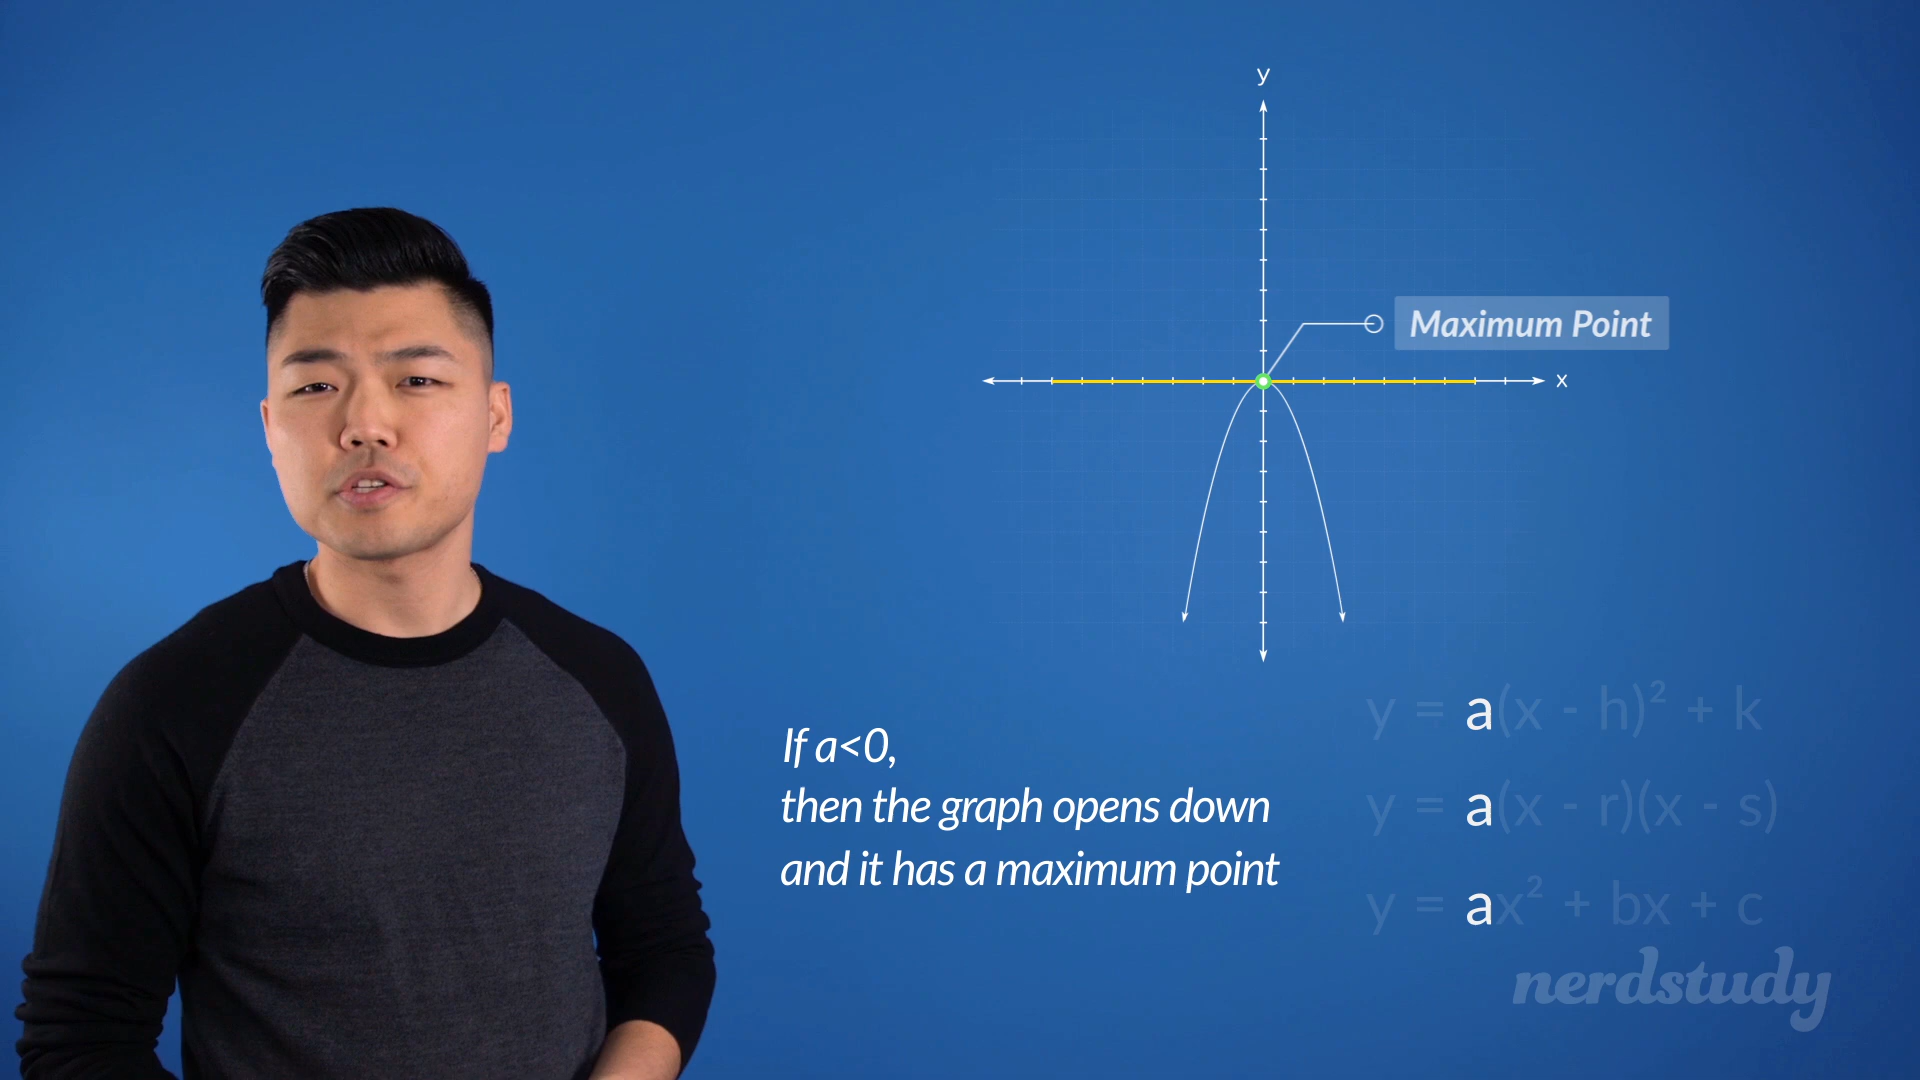 y
Maximum Point
x
y = a(x - h)² + k
If a<0,
y = a(x - r)(x - s)
then the graph opens down
and it has a maximum point
y = ax² + bx + c
nerdstudy